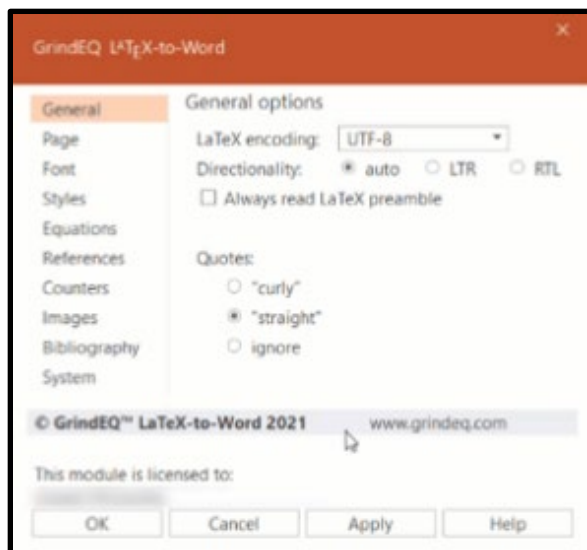 GrindEQ LATEX-to-Word
General
Page
Font
Styles
Equations
References
Counters
Images
Bibliography
System
General options
LaTeX encoding: UTF-8
Directionality: auto LTR RTL
Always read LaTeX preamble
Quotes:
"curly"
"straight"
ignore
© GrindEQ™ LaTeX-to-Word 2021 www.grindeq.com
This module is licensed to:
OK Cancel Apply Help